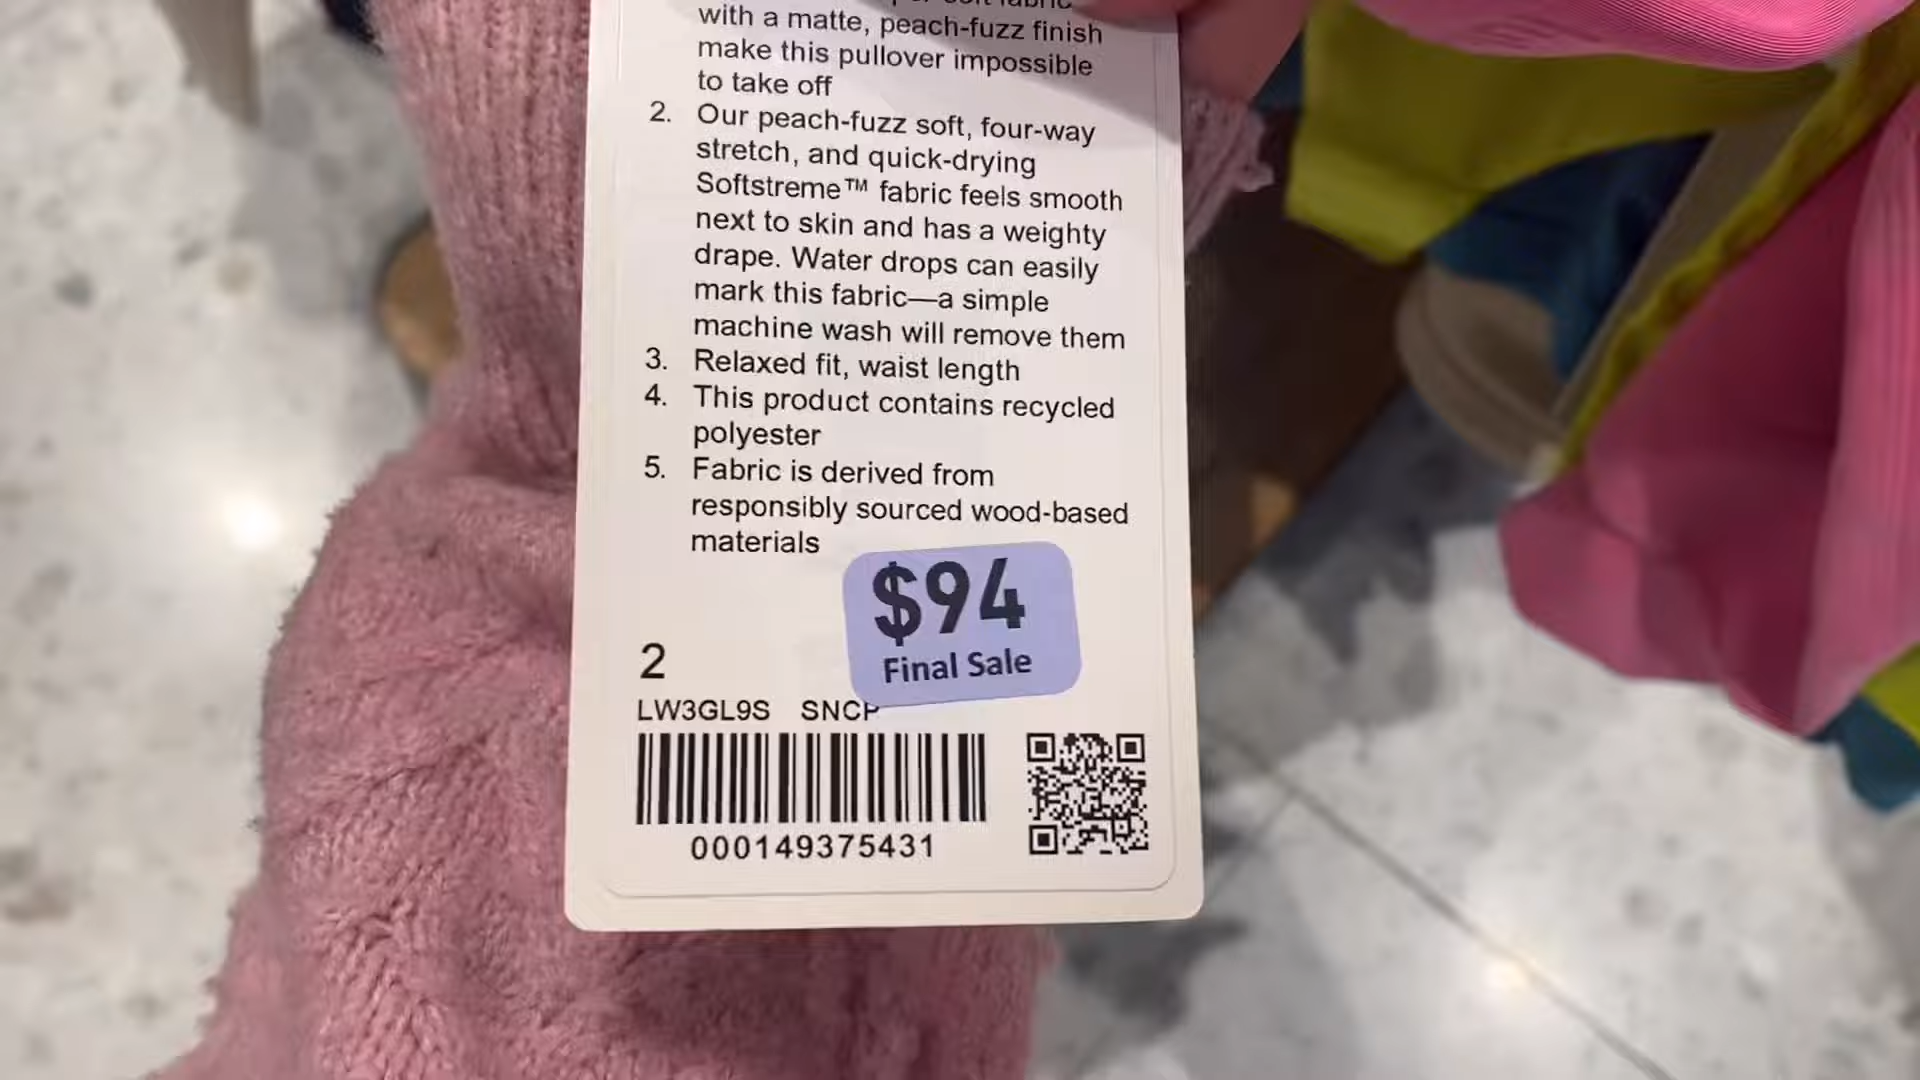 soft fabric
with a matte, peach-fuzz finish
make this pullover impossible
to take off
2. Our peach-fuzz soft, four-way
stretch, and quick-drying
Softstreme™ fabric feels smooth
next to skin and has a weighty
drape. Water drops can easily
mark this fabric—a simple
machine wash will remove them
3. Relaxed fit, waist length
4. This product contains recycled
polyester
5. Fabric is derived from
responsibly sourced wood-based
materials
$94
Final Sale
2
LW3GL9S SNCP
000149375431